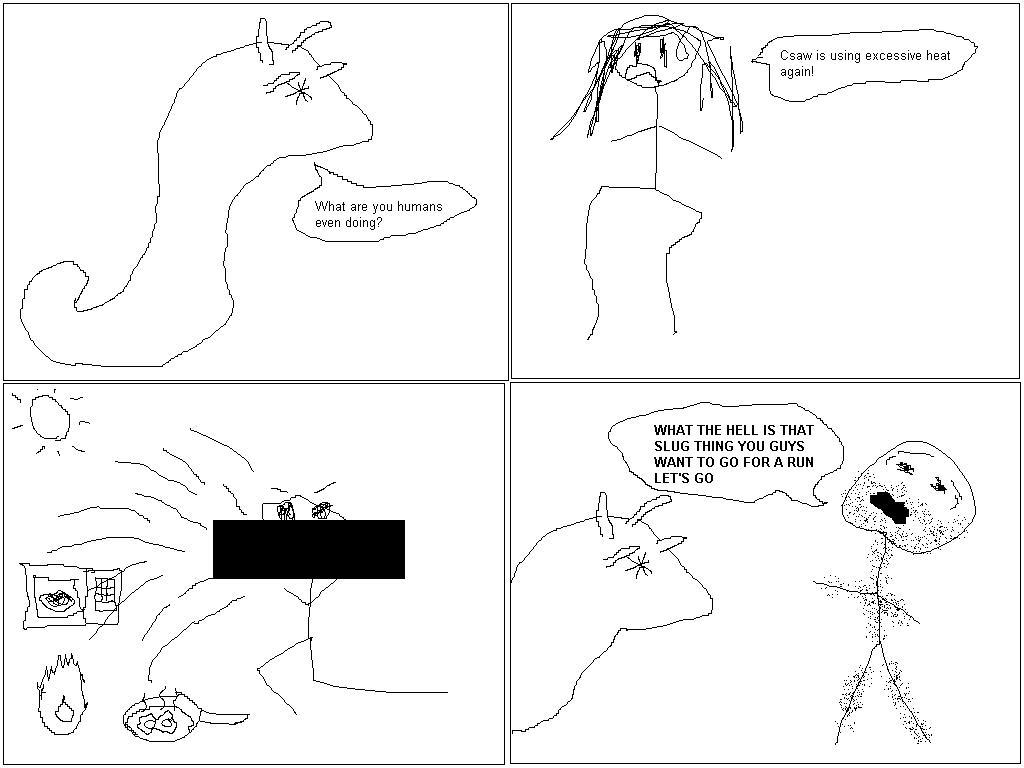 What are you humans
even doing?
Csaw is using excessive heat
again!
WHAT THE HELL IS THAT
SLUG THING YOU GUYS
WANT TO GO FOR A RUN
LET'S GO